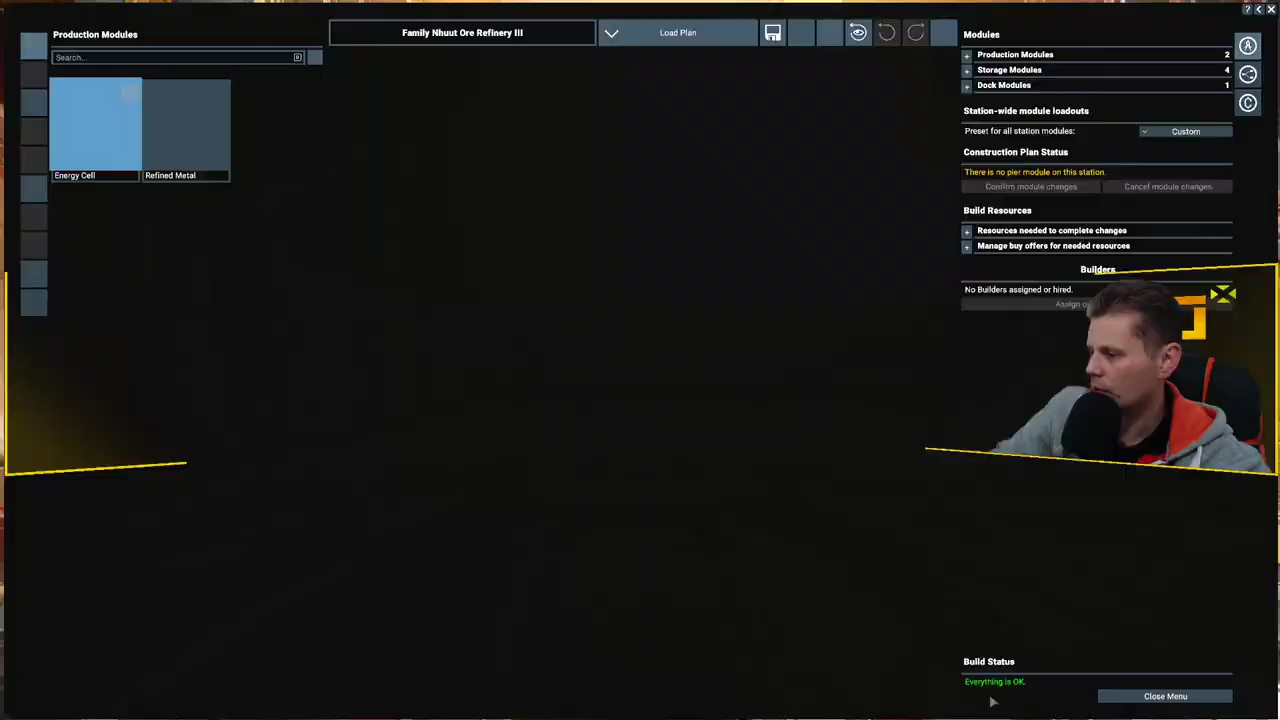 Production Modules
Search...
Energy Cell
Refined Metal
Family Nhuut Ore Refinery III
Load Plan
?
Modules
+ Production Modules 2
+ Storage Modules 4
+ Dock Modules 1
Station-wide module loadouts
Preset for all station modules: Custom
Construction Plan Status
There is no pier module on this station.
Confirm module changes Cancel module changes
Build Resources
+ Resources needed to complete changes
+ Manage buy offers for needed resources
Builders
No Builders assigned or hired.
Assign
Build Status
Everything is OK.
Close Menu